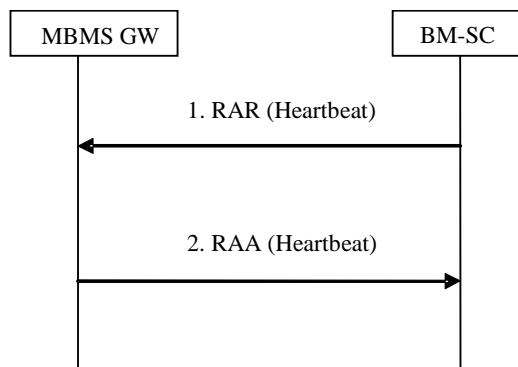 MBMS GW
BM-SC
1. RAR (Heartbeat)
2. RAA (Heartbeat)